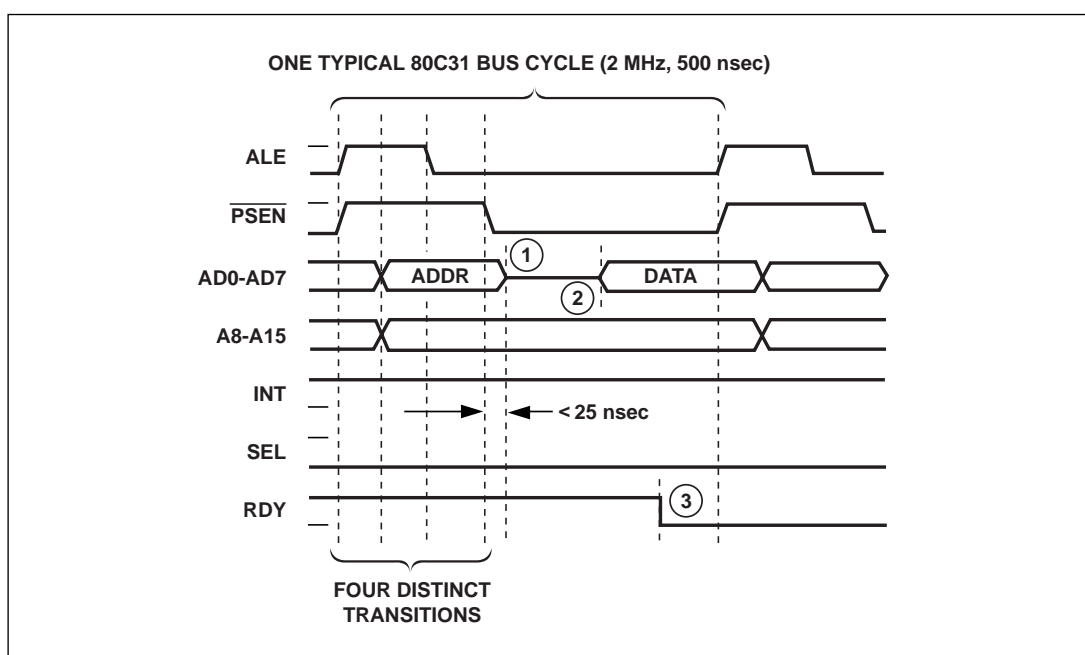 ONE TYPICAL 80C31 BUS CYCLE (2 MHz, 500 nsec)
ALE
PSEN
1
AD0-AD7
ADDR
DATA
2
A8-A15
INT
< 25 nsec
SEL
3
RDY
FOUR DISTINCT
TRANSITIONS